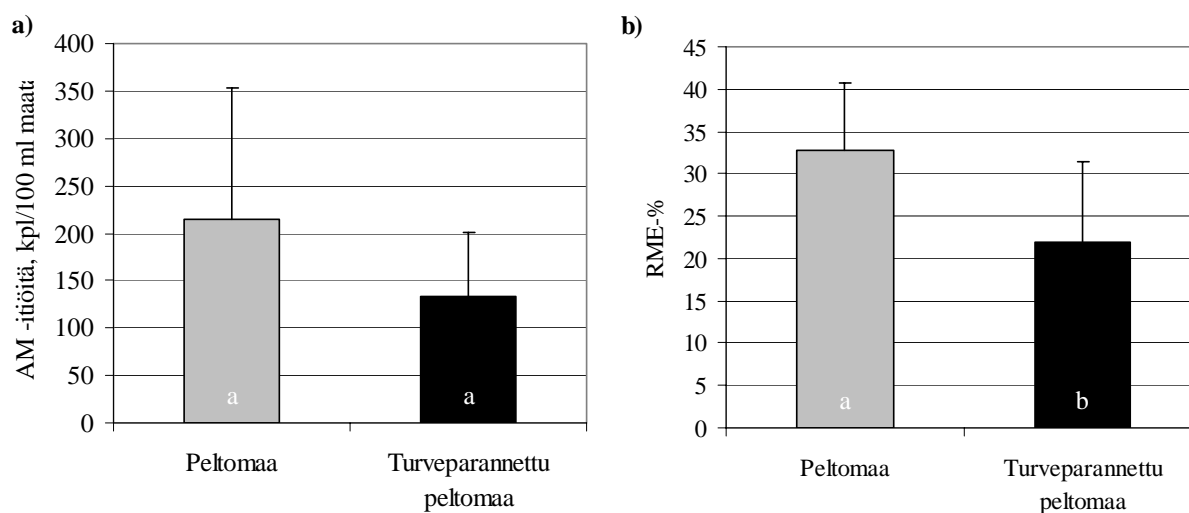 a)
AM -itiöitä, kpl/100 ml maata
400
350
300
250
200
150
100
50
0
a
a
Peltomaa
Turveparannettu
peltomaa
b)
RME-%
45
40
35
30
25
20
15
10
5
0
a
b
Peltomaa
Turveparannettu
peltomaa